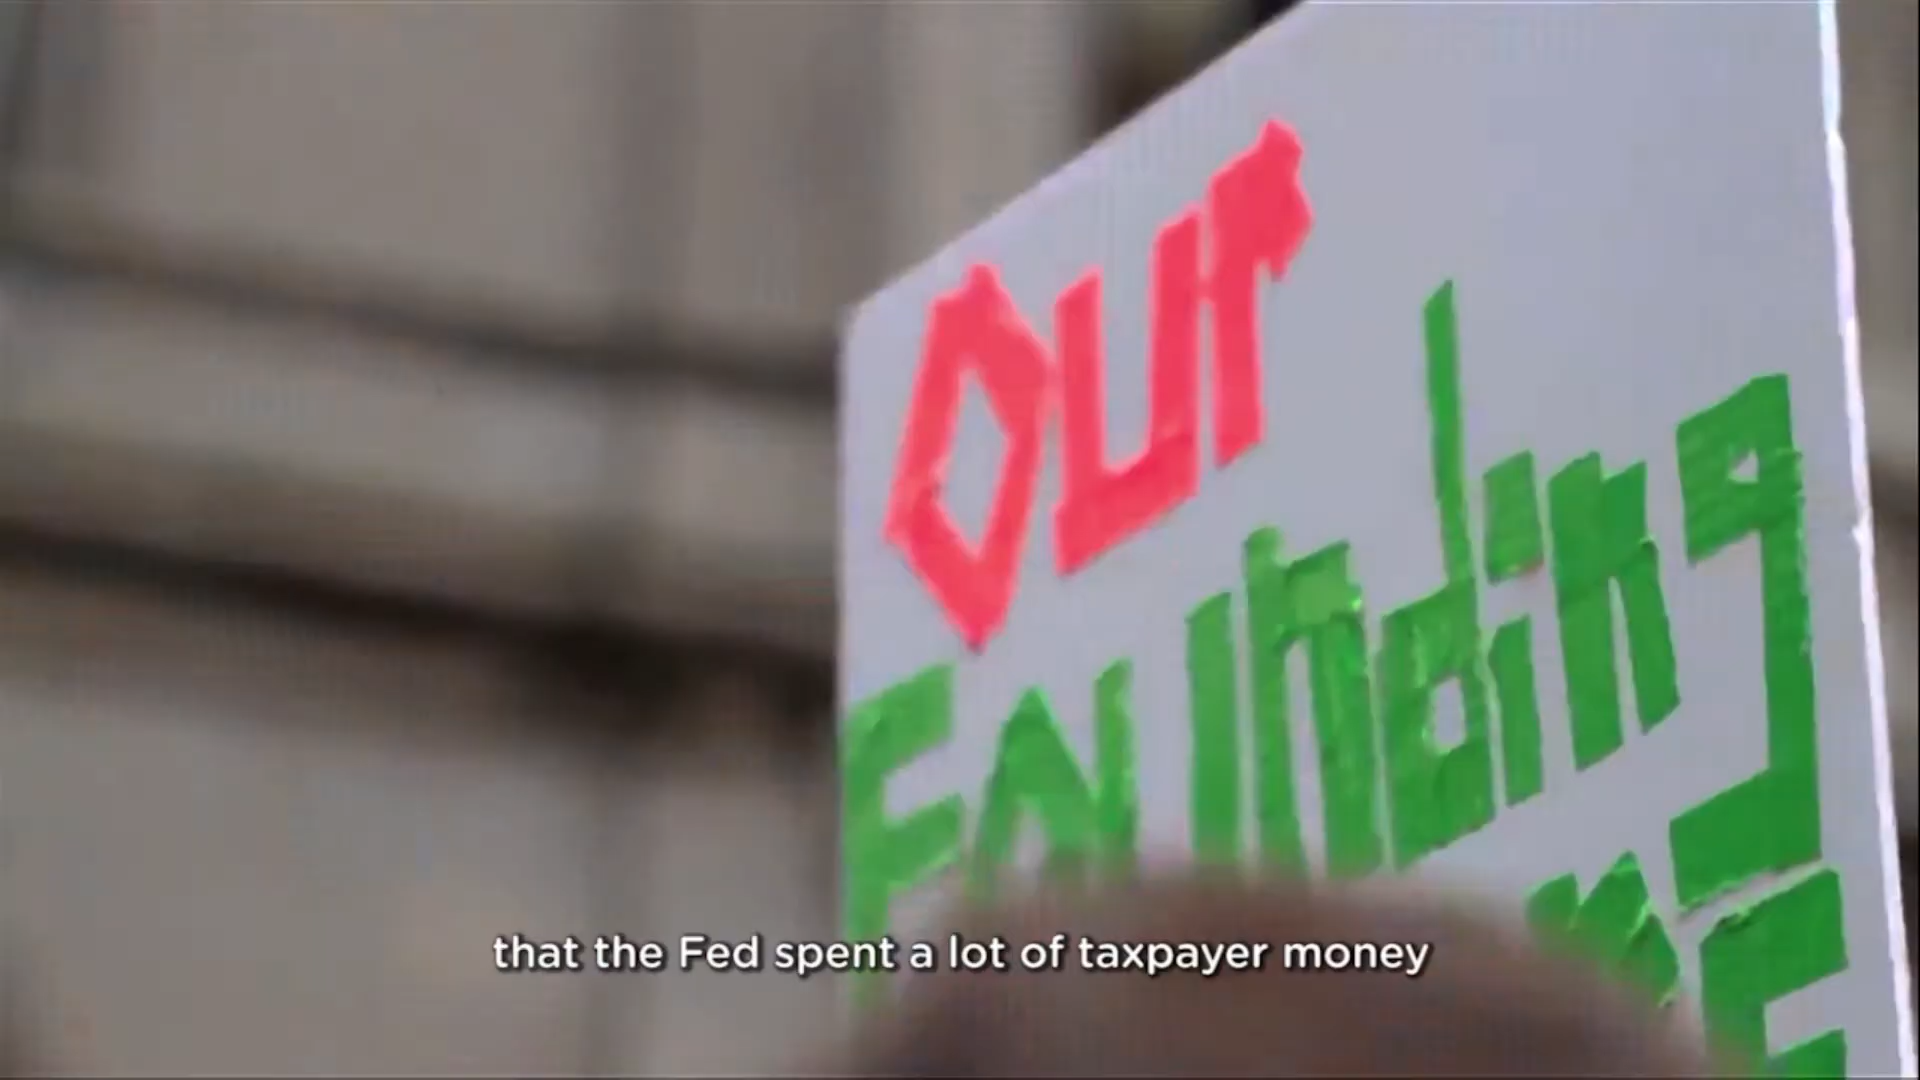 Our
Founding
that the Fed spent a lot of taxpayer money